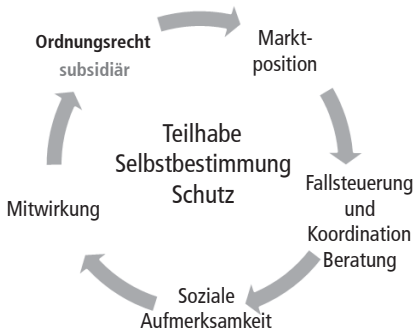 Ordnungsrecht
subsidiär
Markt-
position
Teilhabe
Selbstbestimmung
Schutz
Fallsteuerung
und
Koordination
Beratung
Soziale
Aufmerksamkeit
Mitwirkung